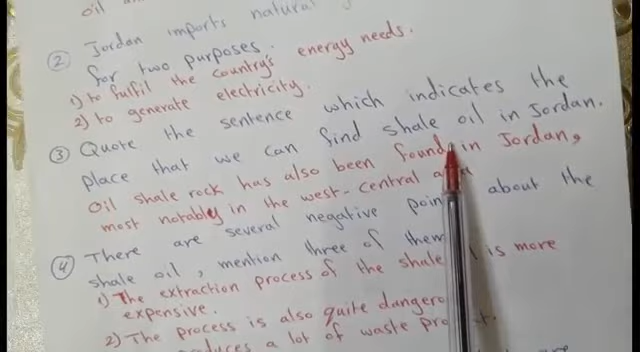 oil
② Jordan imports natural
for two purposes.
1) to fulfil the country's energy needs.
2) to generate electricity.
③ Quote the sentence which indicates the
place that we can find shale oil in Jordan.
Oil shale rock has also been found in Jordan,
most notably in the west-central
④ There are several negative about the
shale oil, mention three of them
1) The extraction process of the shale is more
expensive.
2) The process is also quite
a lot of waste